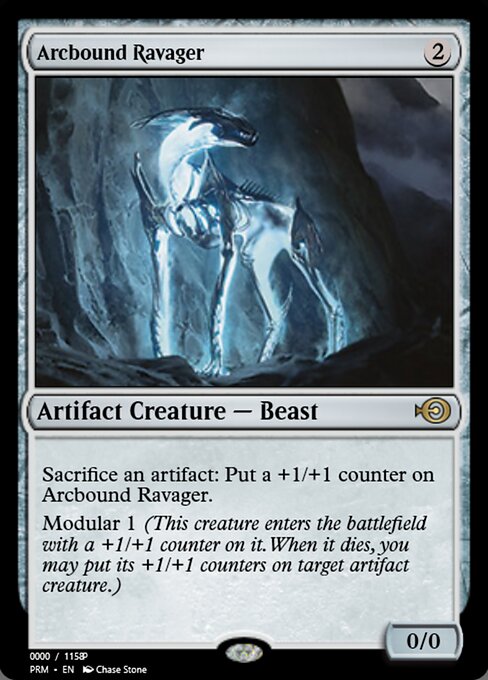 Arcbound Ravager
2
Artifact Creature — Beast
Sacrifice an artifact: Put a +1/+1 counter on
Arcbound Ravager.
Modular 1 (This creature enters the battlefield
with a +1/+1 counter on it. When it dies, you
may put its +1/+1 counters on target artifact
creature.)
0/0
0000 / 1158P
PRM • EN Chase Stone